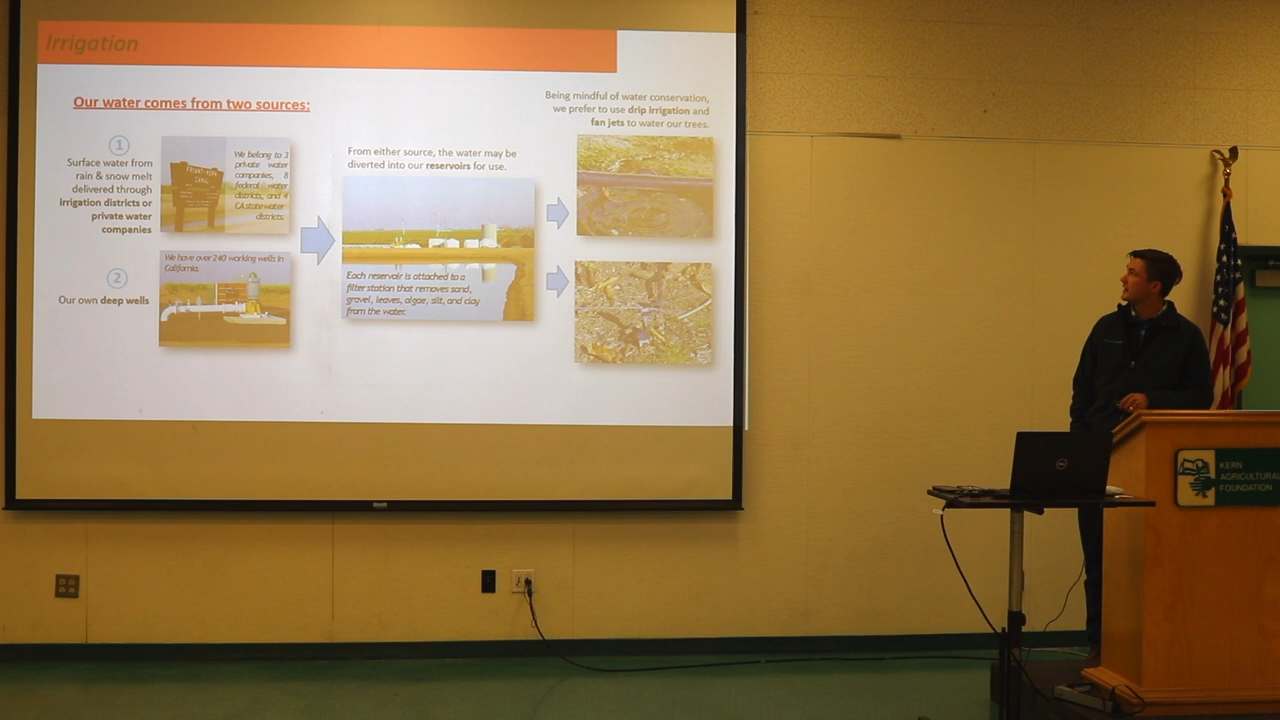 Irrigation
Our water comes from two sources:
1
Surface water from
rain & snow melt
delivered through
irrigation districts or
private water
companies
FRIANT-KERN
CANAL
We belong to 3
private water
companies, 8
federal water
districts, and 4
CA state water
districts.
2
Our own deep wells
We have over 240 working wells in
California.
From either source, the water may be
diverted into our reservoirs for use.
Each reservoir is attached to a
filter station that removes sand,
gravel, leaves, algae, silt, and clay
from the water.
Being mindful of water conservation,
we prefer to use drip irrigation and
fan jets to water our trees.
DELL
KERN
AGRICULTURAL
FOUNDATION